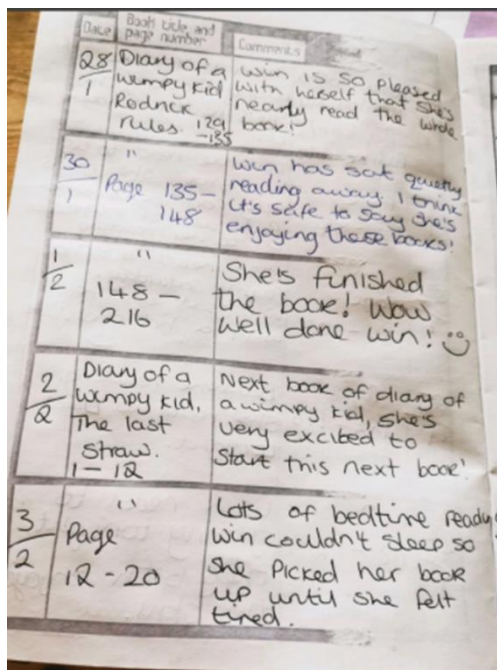 Date
Book title and
page number
Comments
28/1
Diary of a
wimpy kid
Rodrick
rules. 129
-135
win is so pleased
with herself that she's
nearly read the whole
book!
30/1
"
Page 135 -
148
Win has sat quietly
reading away I think
it's safe to say she's
enjoying these books!
1/2
"
148 -
216
She's finished
the book! Wow
well done win!
2/2
Diary of a
wimpy kid,
The last
straw.
1 - 12
Next book of diary of
a wimpy kid, she's
very excited to
start this next book!
3/2
"
Page
12 - 20
Lots of bedtime
win couldn't sleep so
she picked her book
up until she felt
tired.